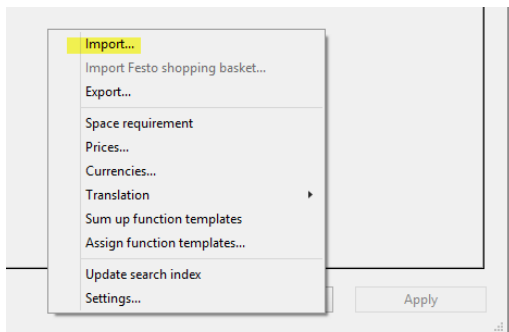 Import...
Import Festo shopping basket...
Export...
Space requirement
Prices...
Currencies...
Translation
Sum up function templates
Assign function templates...
Update search index
Settings...
Apply